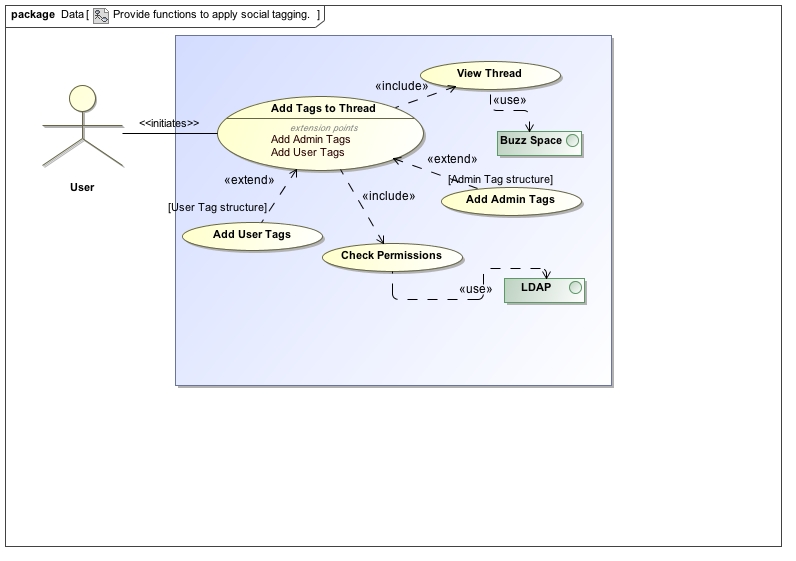 package Data [ Provide functions to apply social tagging. ]
View Thread
«include»
«use»
Add Tags to Thread
extension points
Add Admin Tags
Add User Tags
<<initiates>>
Buzz Space
«extend»
User
«extend»
[Admin Tag structure]
«include»
Add Admin Tags
[User Tag structure]
Add User Tags
Check Permissions
«use»
LDAP